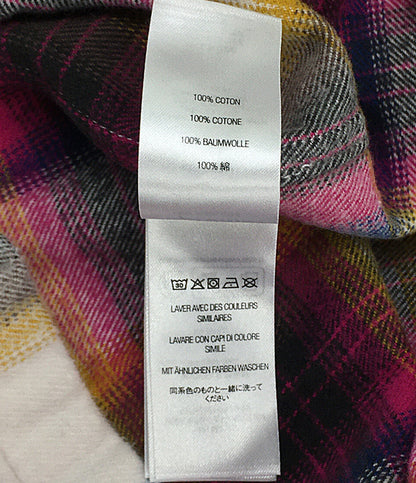 100% COTON
100% COTONE
100% BAUMWOLLE
100% 綿
30
LAVER AVEC DES COULEURS
SIMILAIRES
LAVARE CON CAPI DI COLORE
SIMILE
MIT ÄHNLICHEN FARBEN WASCHEN
同系色のものと一緒に洗って
ください